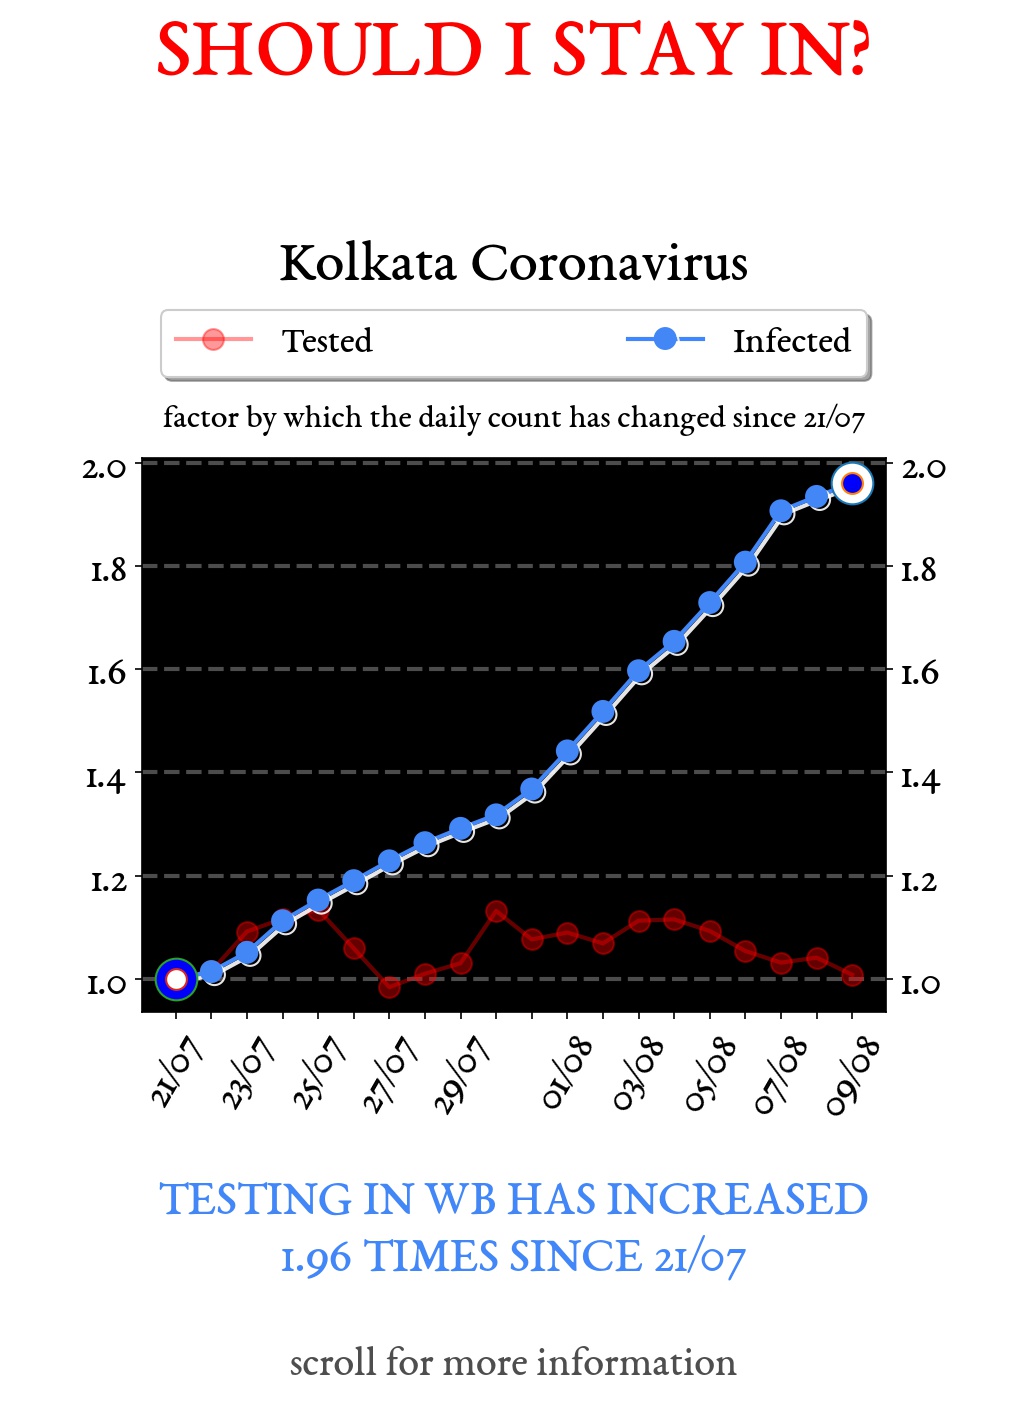 SHOULD I STAY IN?
Kolkata Coronavirus
Tested Infected
factor by which the daily count has changed since 21/07
2.0 2.0
1.8 1.8
1.6 1.6
1.4 1.4
1.2 1.2
1.0 1.0
21/07 23/07 25/07 27/07 29/07 01/08 03/08 05/08 07/08 09/08
TESTING IN WB HAS INCREASED
1.96 TIMES SINCE 21/07
scroll for more information